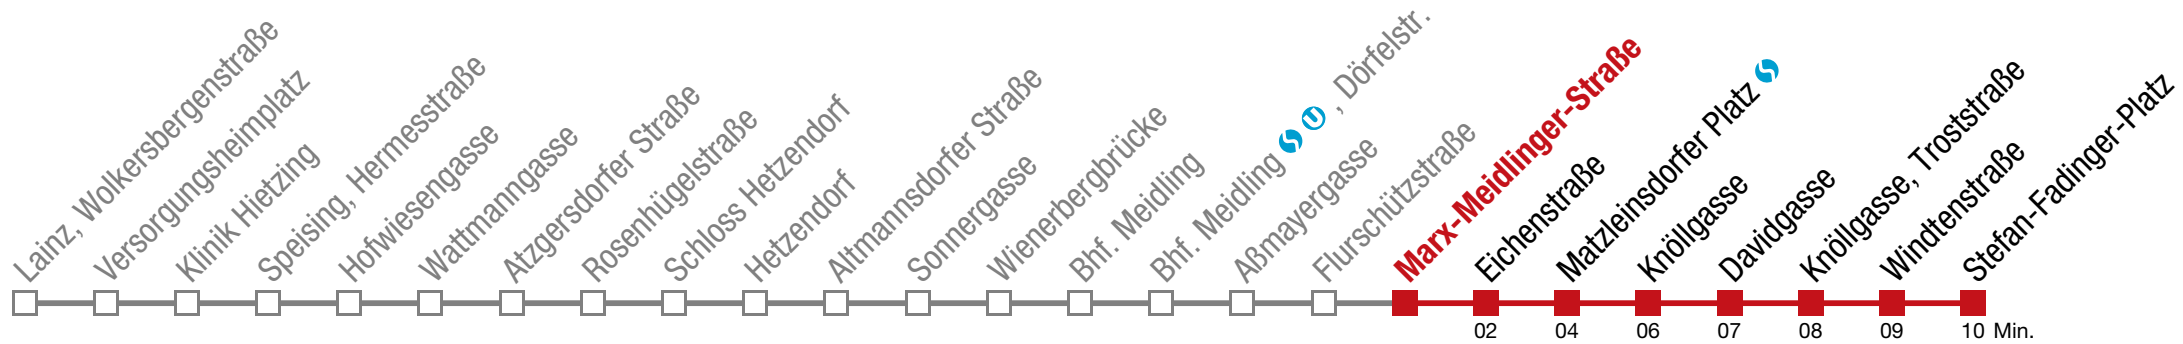 Lainz, Wolkersbergenstraße
Versorgungsheimplatz
Klinik Hietzing
Speising, Hermesstraße
Hofwiesengasse
Wattmanngasse
Atzgersdorfer Straße
Rosenhügelstraße
Schloss Hetzendorf
Hetzendorf
Altmannsdorfer Straße
Sonnergasse
Wienerbergbrücke
Bhf. Meidling
Bhf. Meidling S U , Dörfelstr.
Aßmayergasse
Flurschützstraße
Marx-Meidlinger-Straße
Eichenstraße
Matzleinsdorfer Platz S
Knöllgasse
Davidgasse
Knöllgasse, Troststraße
Windtenstraße
Stefan-Fadinger-Platz
02 04 06 07 08 09 10 Min.